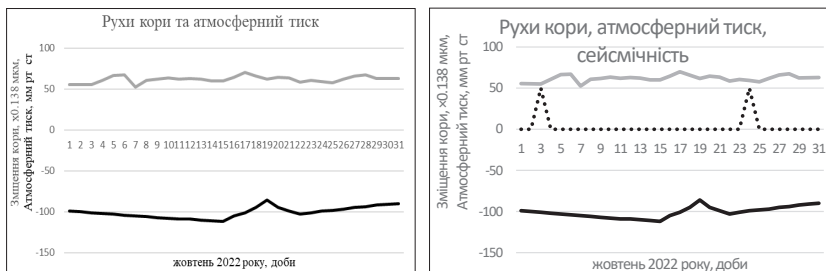 Рухи кори та атмосферний тиск
Зміщення кори, х0.138 мкм,
Атмосферний тиск, мм рт ст
100
50
0
-50
-100
-150
1 2 3 4 5 6 7 8 9 10 11 12 13 14 15 16 17 18 19 20 21 22 23 24 25 26 27 28 29 30 31
жовтень 2022 року, доби
Рухи кори, атмосферний тиск,
сейсмічність
Зміщення кори, ×0.138 мкм,
Атмосферний тиск, мм рт ст
100
50
0
-50
-100
-150
1 3 5 7 9 11 13 15 17 19 21 23 25 27 29 31
жовтень 2022 року, доби